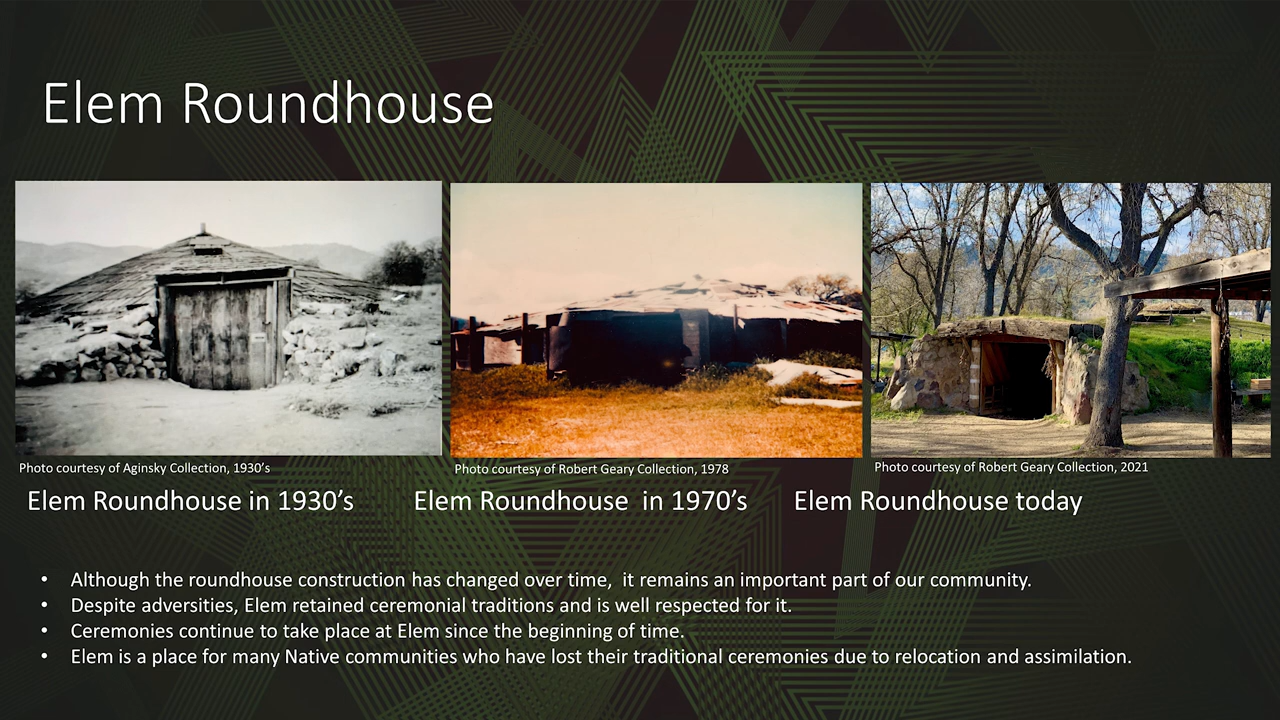 Elem Roundhouse
Photo courtesy of Aginsky Collection, 1930’s
Photo courtesy of Robert Geary Collection, 1978
Photo courtesy of Robert Geary Collection, 2021
Elem Roundhouse in 1930’s
Elem Roundhouse  in 1970’s
Elem Roundhouse today
• Although the roundhouse construction has changed over time,  it remains an important part of our community.
• Despite adversities, Elem retained ceremonial traditions and is well respected for it.
• Ceremonies continue to take place at Elem since the beginning of time.
• Elem is a place for many Native communities who have lost their traditional ceremonies due to relocation and assimilation.